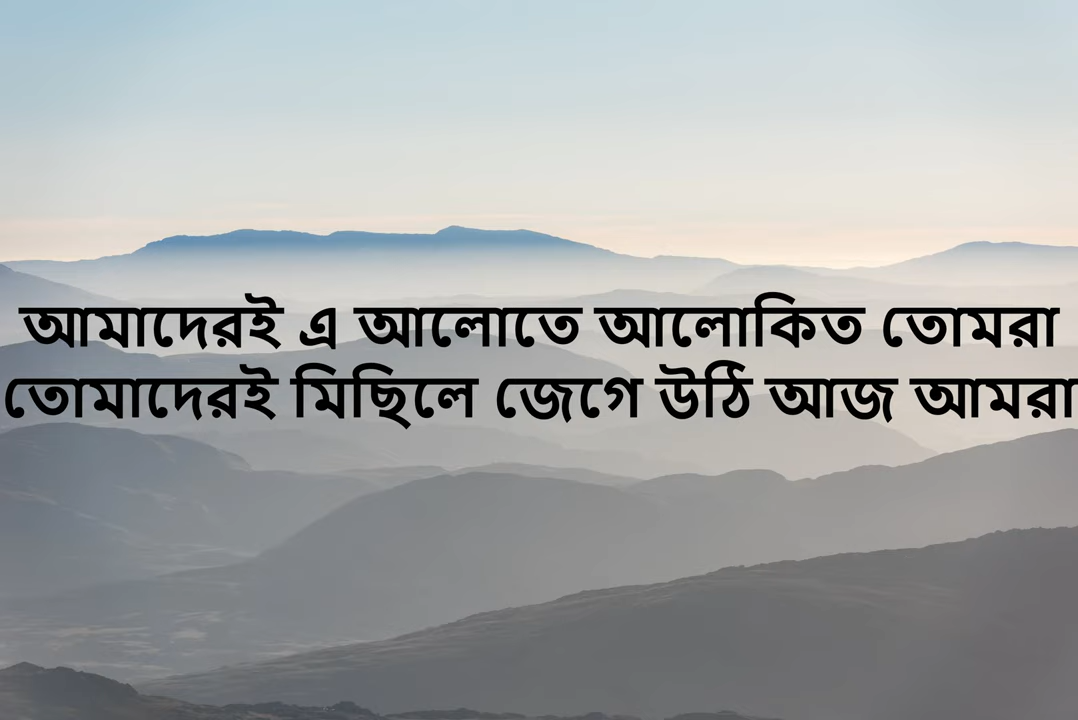 আমাদেরই এ আলোতে আলোকিত তোমরা
তোমাদেরই মিছিলে জেগে উঠি আজ আমরা